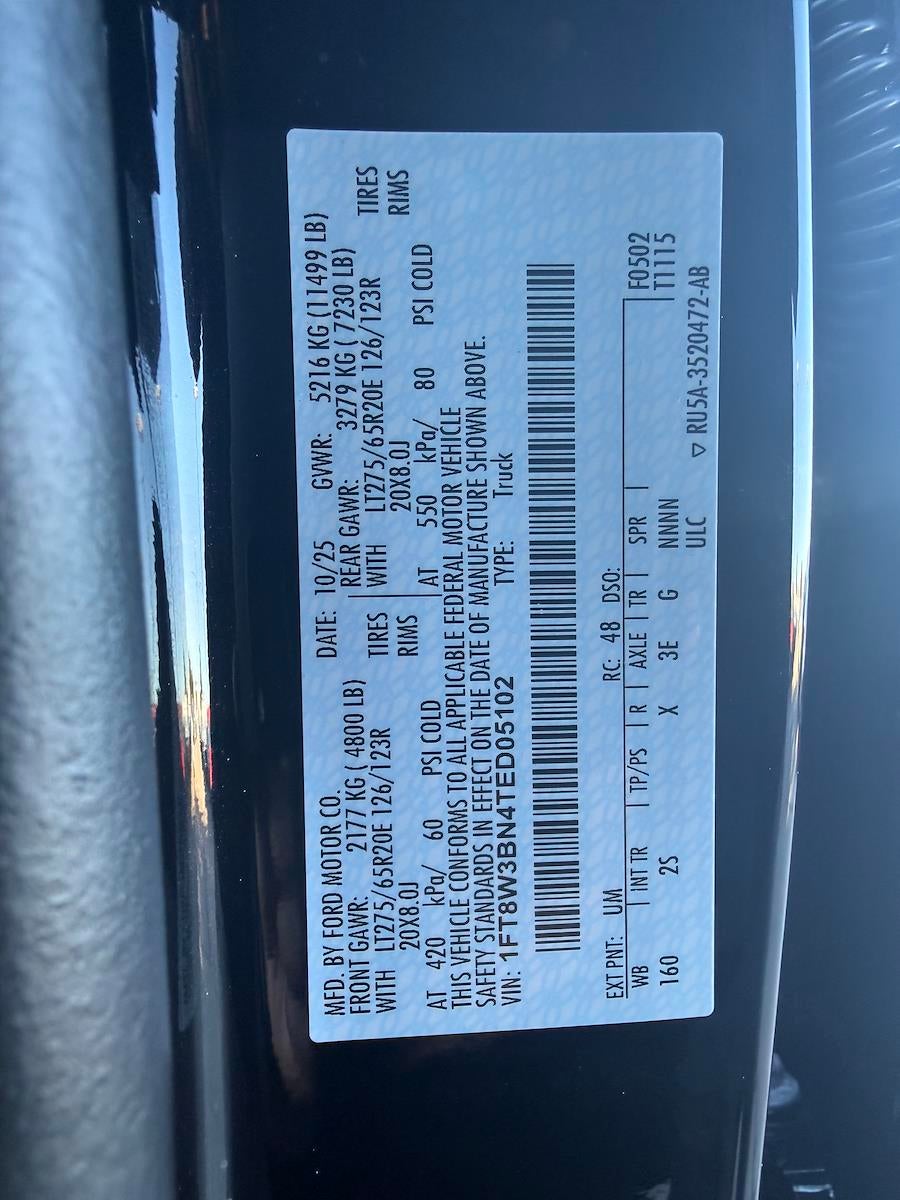 MFD. BY FORD MOTOR CO. DATE: 10/25 GVWR: 5216 KG (11499 LB)
FRONT GAWR: 2177 KG ( 4800 LB) REAR GAWR: 3279 KG ( 7230 LB)
WITH LT275/65R20E 126/123R TIRES WITH LT275/65R20E 126/123R TIRES
20X8.0J RIMS 20X8.0J RIMS
AT 420 kPa/ 60 PSI COLD AT 550 kPa/ 80 PSI COLD
THIS VEHICLE CONFORMS TO ALL APPLICABLE FEDERAL MOTOR VEHICLE
SAFETY STANDARDS IN EFFECT ON THE DATE OF MANUFACTURE SHOWN ABOVE.
VIN: 1FT8W3BN4TED05102 TYPE: Truck
EXT PNT: UM RC: 48 DSO:
WB | INT TR | TP/PS | R | AXLE | TR | SPR | F0502
160 2S X 3E G NNNN T1115
ULC
▽ RU5A-3520472-AB